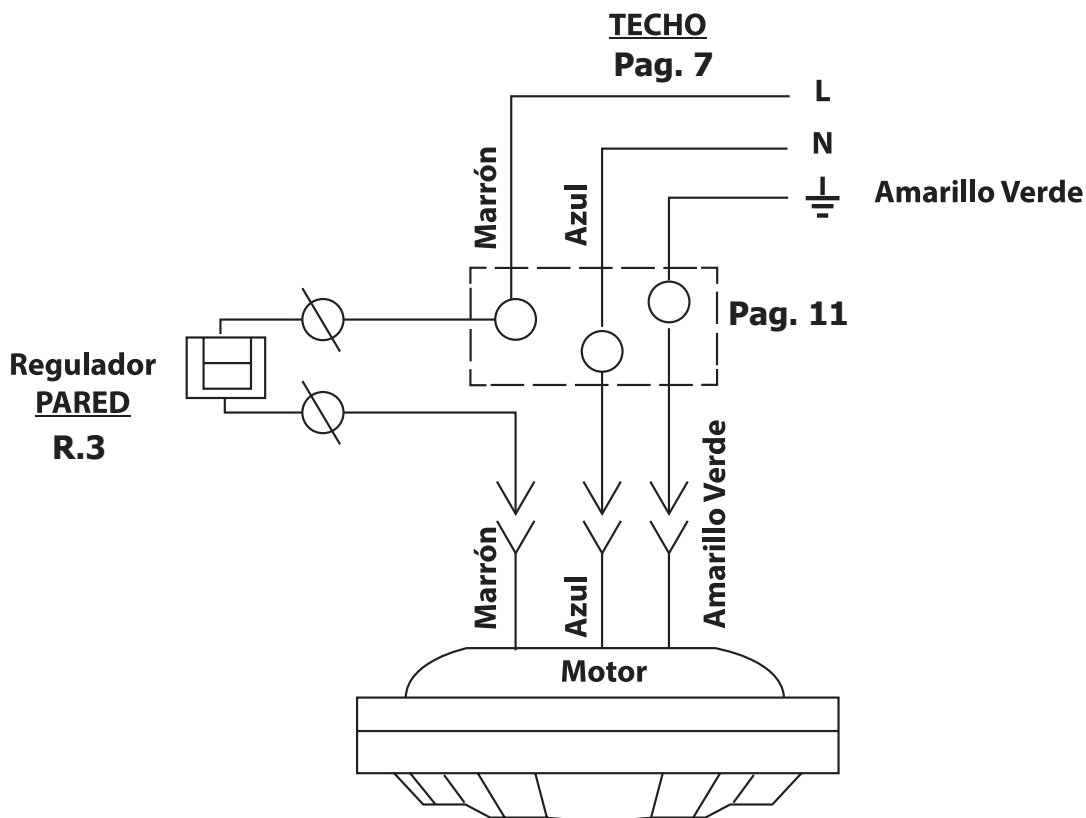 TECHO
Pag. 7
L
N
Amarillo Verde
Marrón
Azul
Pag. 11
Regulador
PARED
R.3
Marrón
Azul
Amarillo Verde
Motor